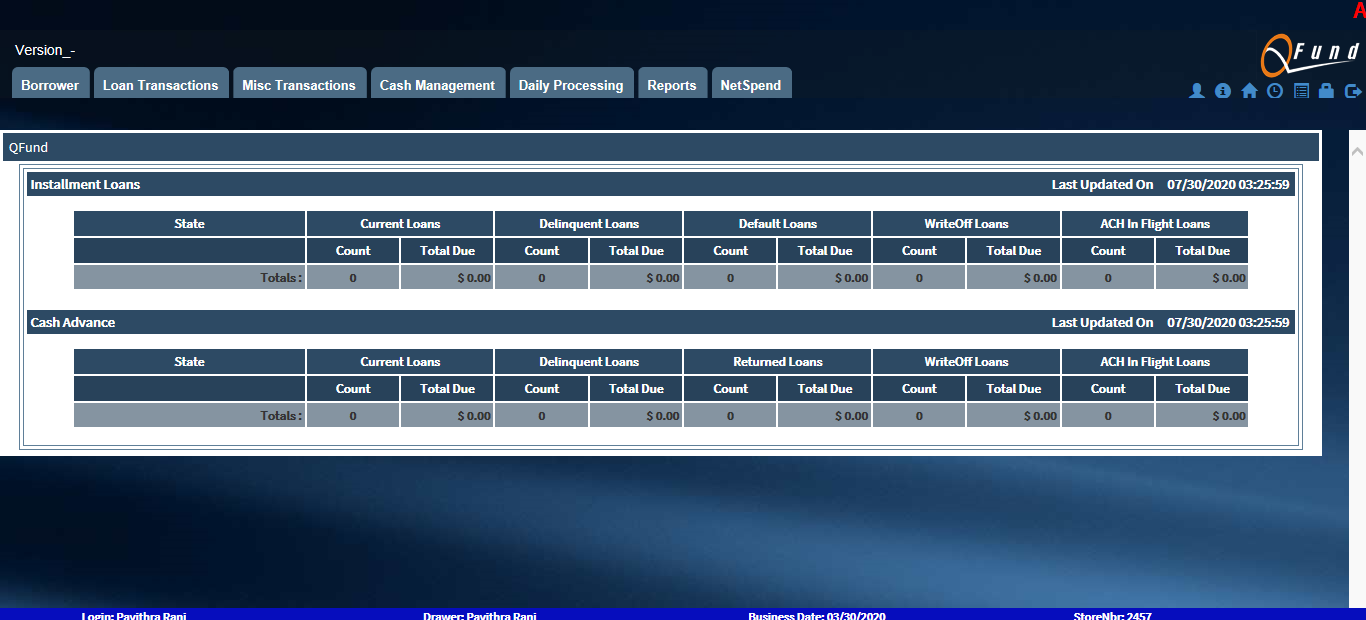 A
Version_-
QFund
Borrower Loan Transactions Misc Transactions Cash Management Daily Processing Reports NetSpend
QFund
Installment Loans Last Updated On 07/30/2020 03:25:59
State Current Loans Delinquent Loans Default Loans WriteOff Loans ACH In Flight Loans
Count Total Due Count Total Due Count Total Due Count Total Due Count Total Due
Totals : 0 $ 0.00 0 $ 0.00 0 $ 0.00 0 $ 0.00 0 $ 0.00
Cash Advance Last Updated On 07/30/2020 03:25:59
State Current Loans Delinquent Loans Returned Loans WriteOff Loans ACH In Flight Loans
Count Total Due Count Total Due Count Total Due Count Total Due Count Total Due
Totals : 0 $ 0.00 0 $ 0.00 0 $ 0.00 0 $ 0.00 0 $ 0.00
Login: Pavithra Rani Drawer: Pavithra Rani Business Date: 03/30/2020 StoreNbr: 2457